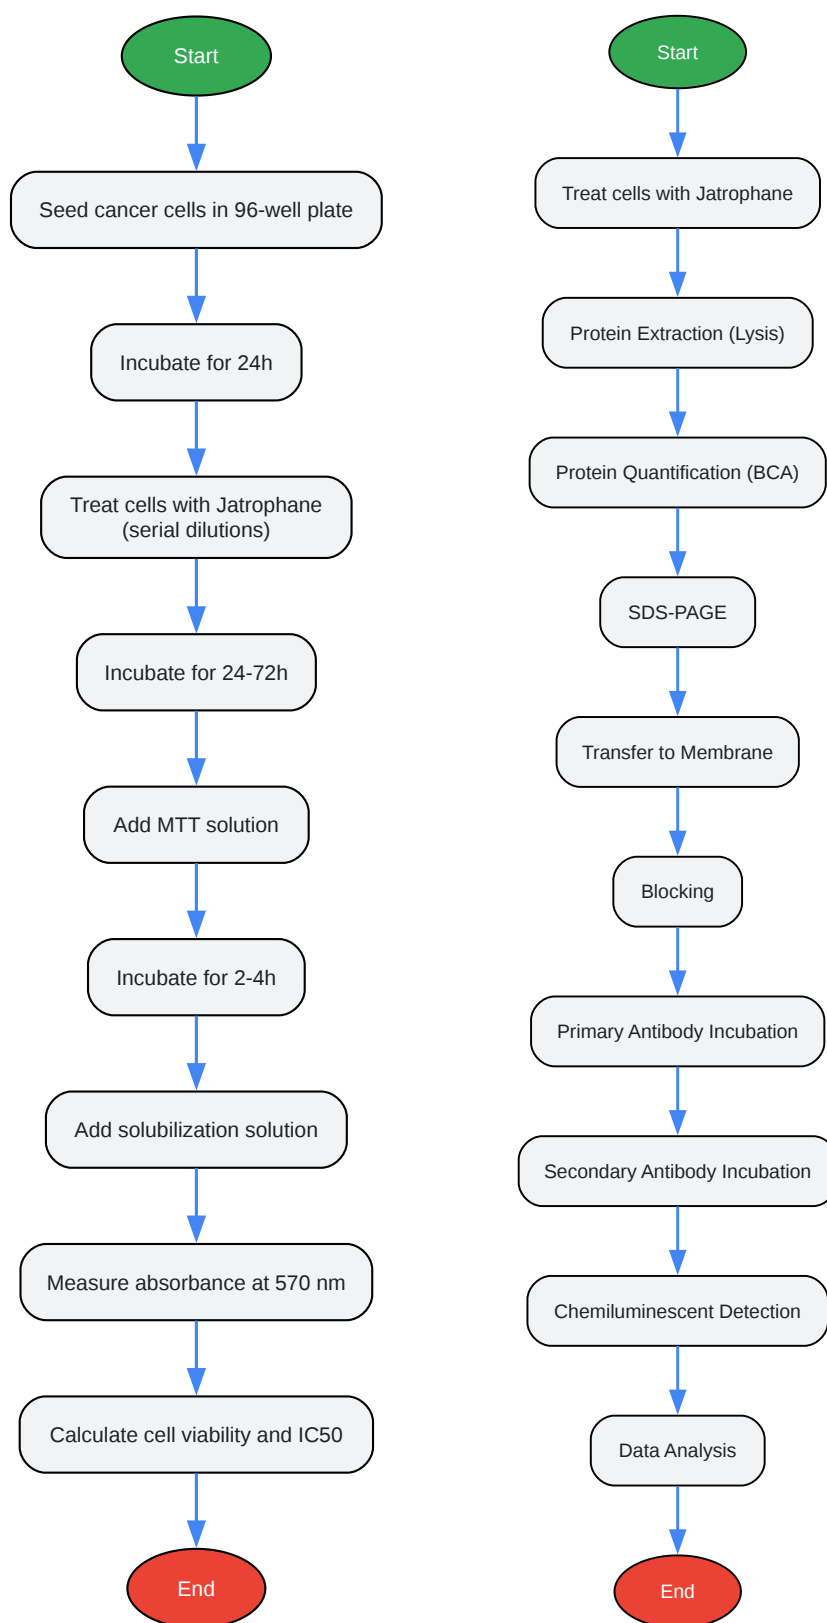 Start
Seed cancer cells in 96-well plate
Incubate for 24h
Treat cells with Jatrophane
(serial dilutions)
Incubate for 24-72h
Add MTT solution
Incubate for 2-4h
Add solubilization solution
Measure absorbance at 570 nm
Calculate cell viability and IC50
End
Start
Treat cells with Jatrophane
Protein Extraction (Lysis)
Protein Quantification (BCA)
SDS-PAGE
Transfer to Membrane
Blocking
Primary Antibody Incubation
Secondary Antibody Incubation
Chemiluminescent Detection
Data Analysis
End